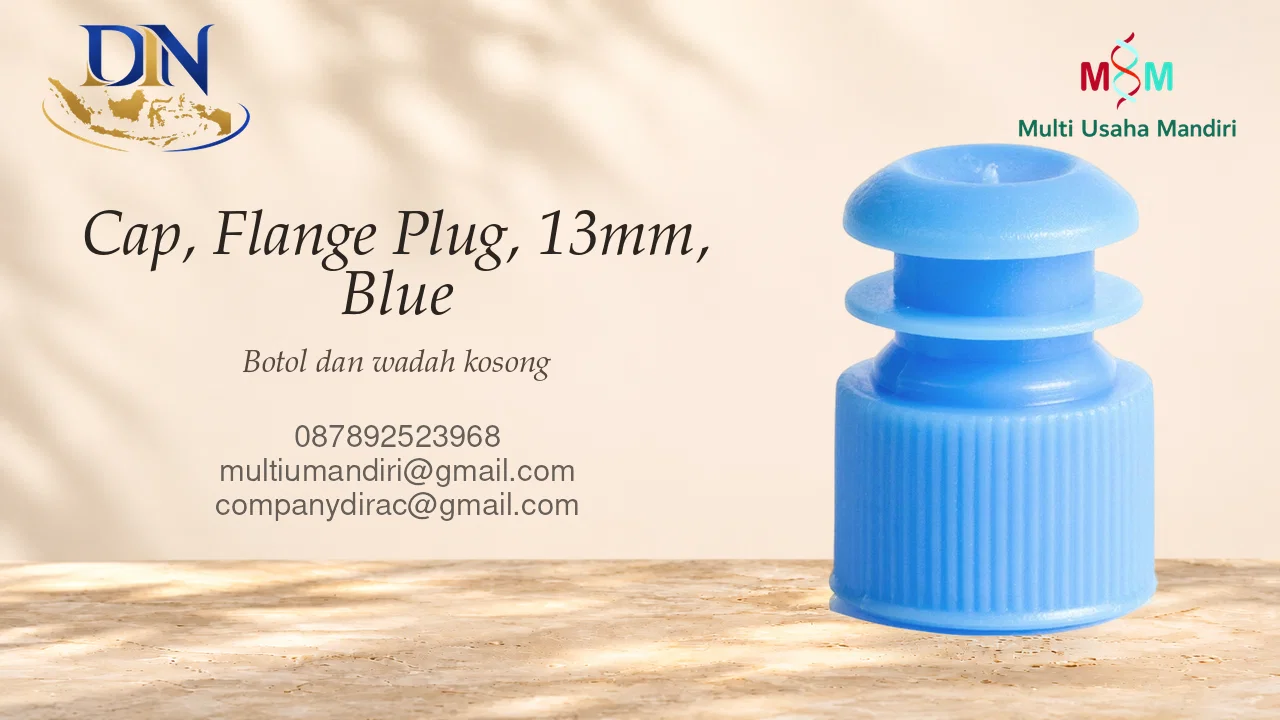 DN
M M
Multi Usaha Mandiri
Cap, Flange Plug, 13mm,
Blue
Botol dan wadah kosong
087892523968
multiumandiri@gmail.com
companydirac@gmail.com